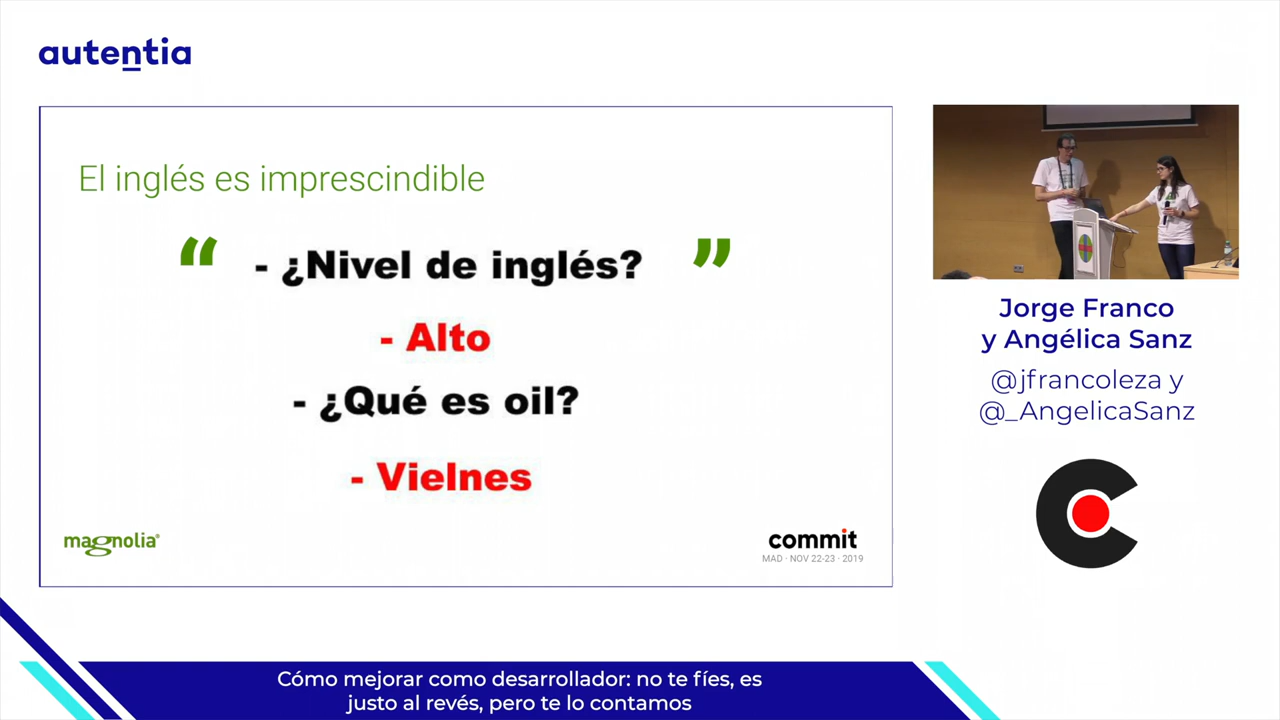 autentia
El inglés es imprescindible
“ - ¿Nivel de inglés? ”
- Alto
- ¿Qué es oil?
- Vielnes
magnolia®
commit
MAD · NOV 22-23 · 2019
Jorge Franco
y Angélica Sanz
@jfrancoleza y
@_AngelicaSanz
Cómo mejorar como desarrollador: no te fíes, es
justo al revés, pero te lo contamos